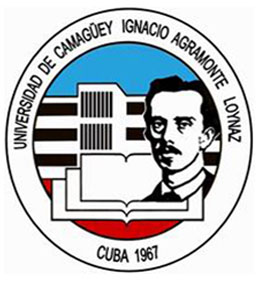 UNIVERSIDAD DE CAMAGÜEY IGNACIO AGRAMONTE LOYNAZ
CUBA 1967